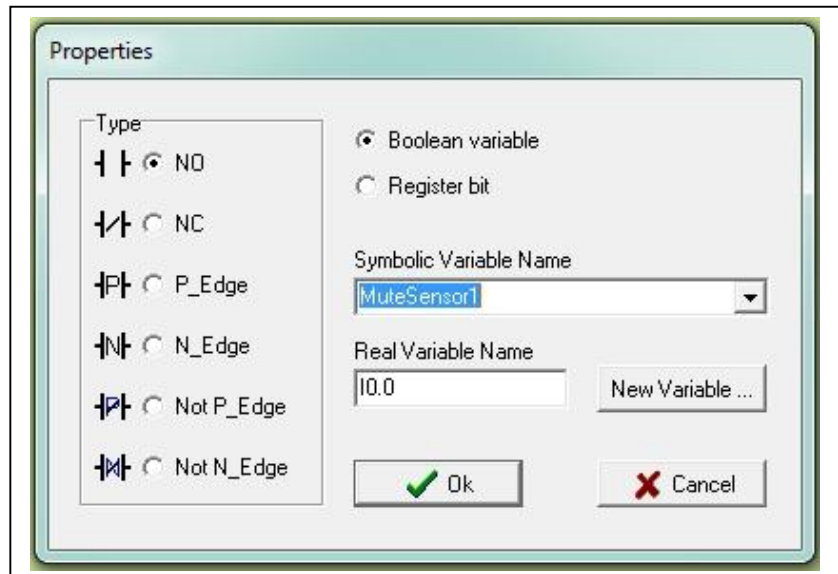 Properties
Type
NO
NC
P_Edge
N_Edge
Not P_Edge
Not N_Edge
Boolean variable
Register bit
Symbolic Variable Name
MuteSensor1
Real Variable Name
I0.0
New Variable ...
Ok
Cancel